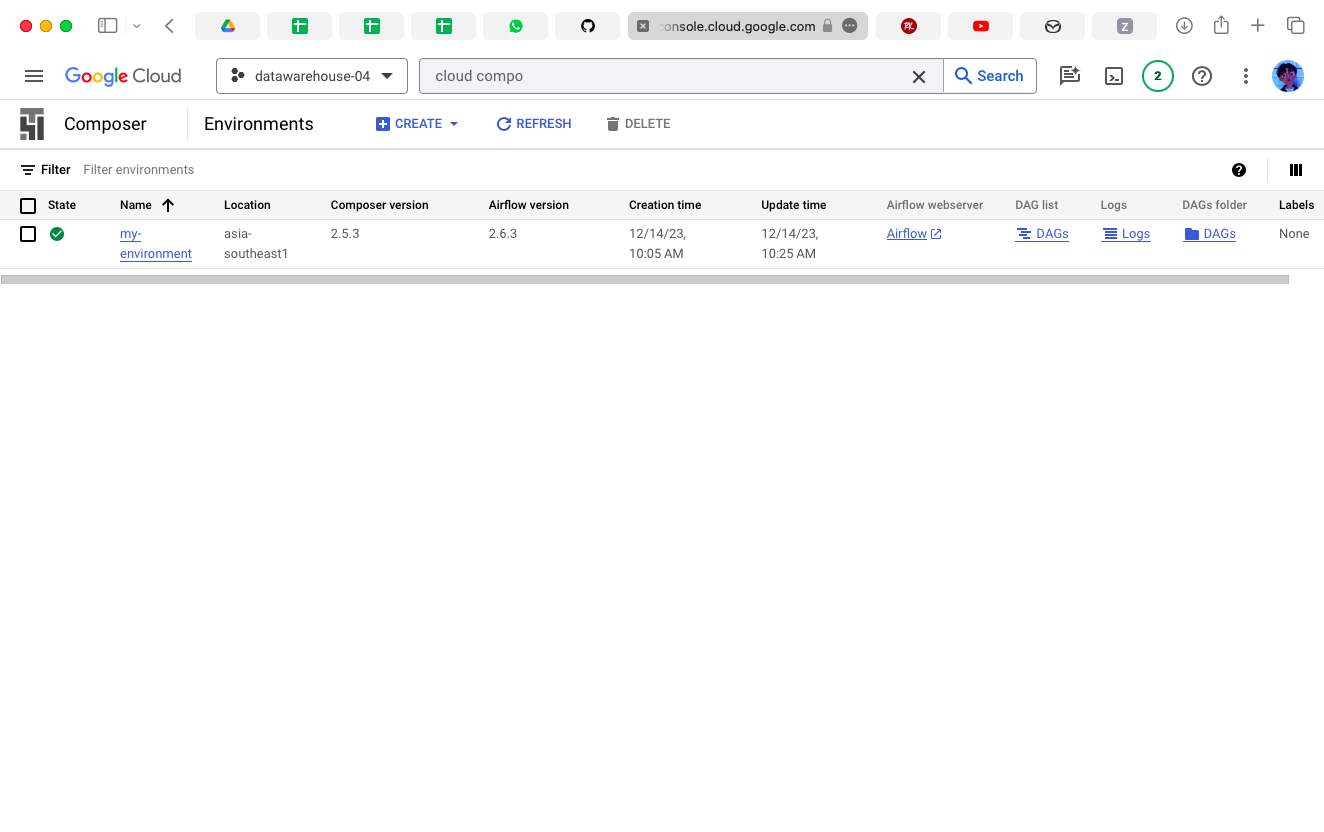 console.cloud.google.com
Z
Google Cloud
datawarehouse-04
cloud compo
Search
2
Composer
Environments
CREATE
REFRESH
DELETE
Filter
Filter environments
State
Name
Location
Composer version
Airflow version
Creation time
Update time
Airflow webserver
DAG list
Logs
DAGs folder
Labels
my-
environment
asia-
southeast1
2.5.3
2.6.3
12/14/23,
10:05 AM
12/14/23,
10:25 AM
Airflow
DAGs
Logs
DAGs
None